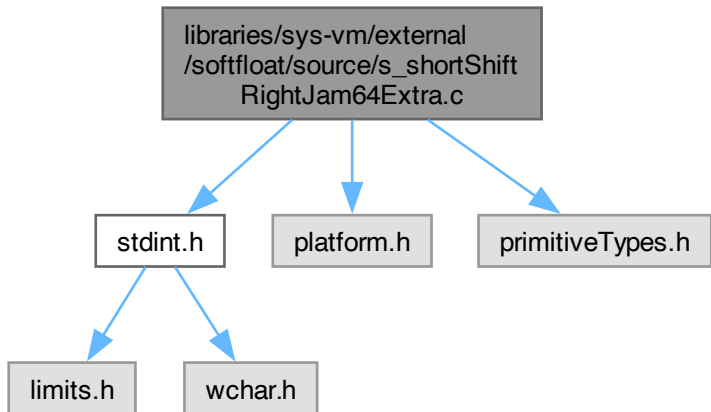 libraries/sys-vm/external
/softfloat/source/s_shortShift
RightJam64Extra.c
stdint.h
platform.h
primitiveTypes.h
limits.h
wchar.h